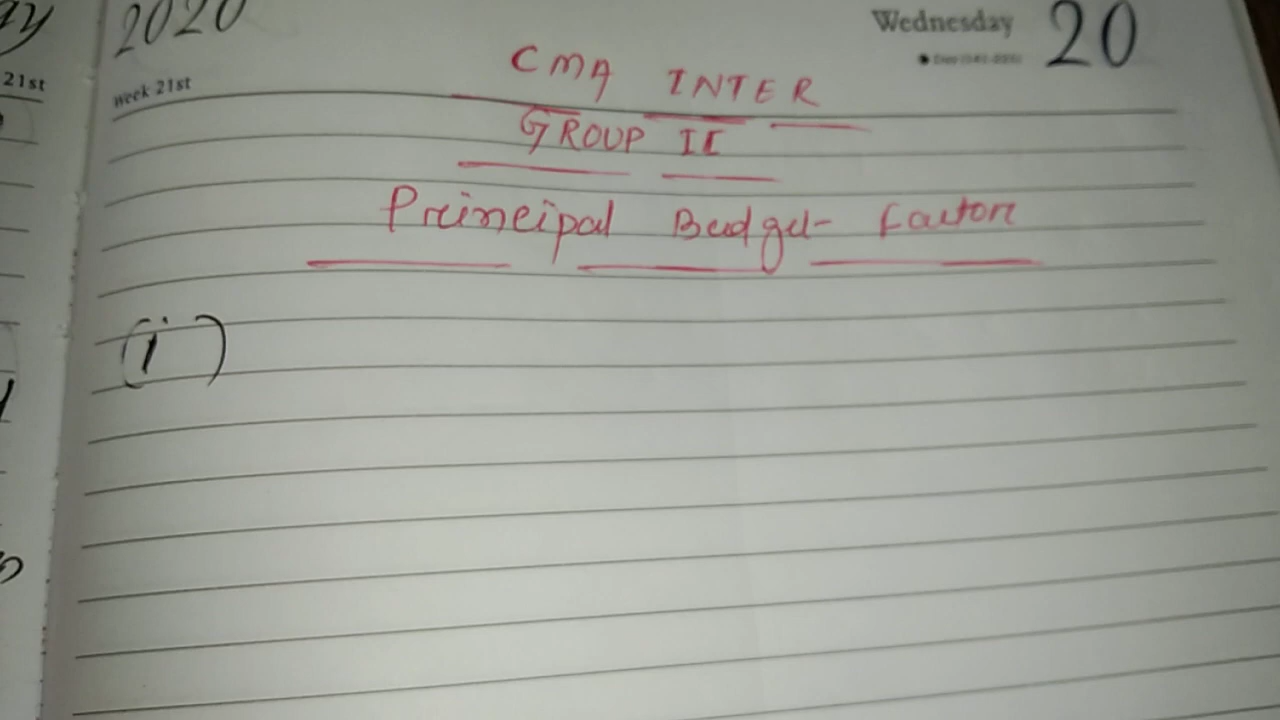 2020
Wednesday 20
21st
week 21st
CMA INTER
GROUP II
Principal Budget Factor
(i)